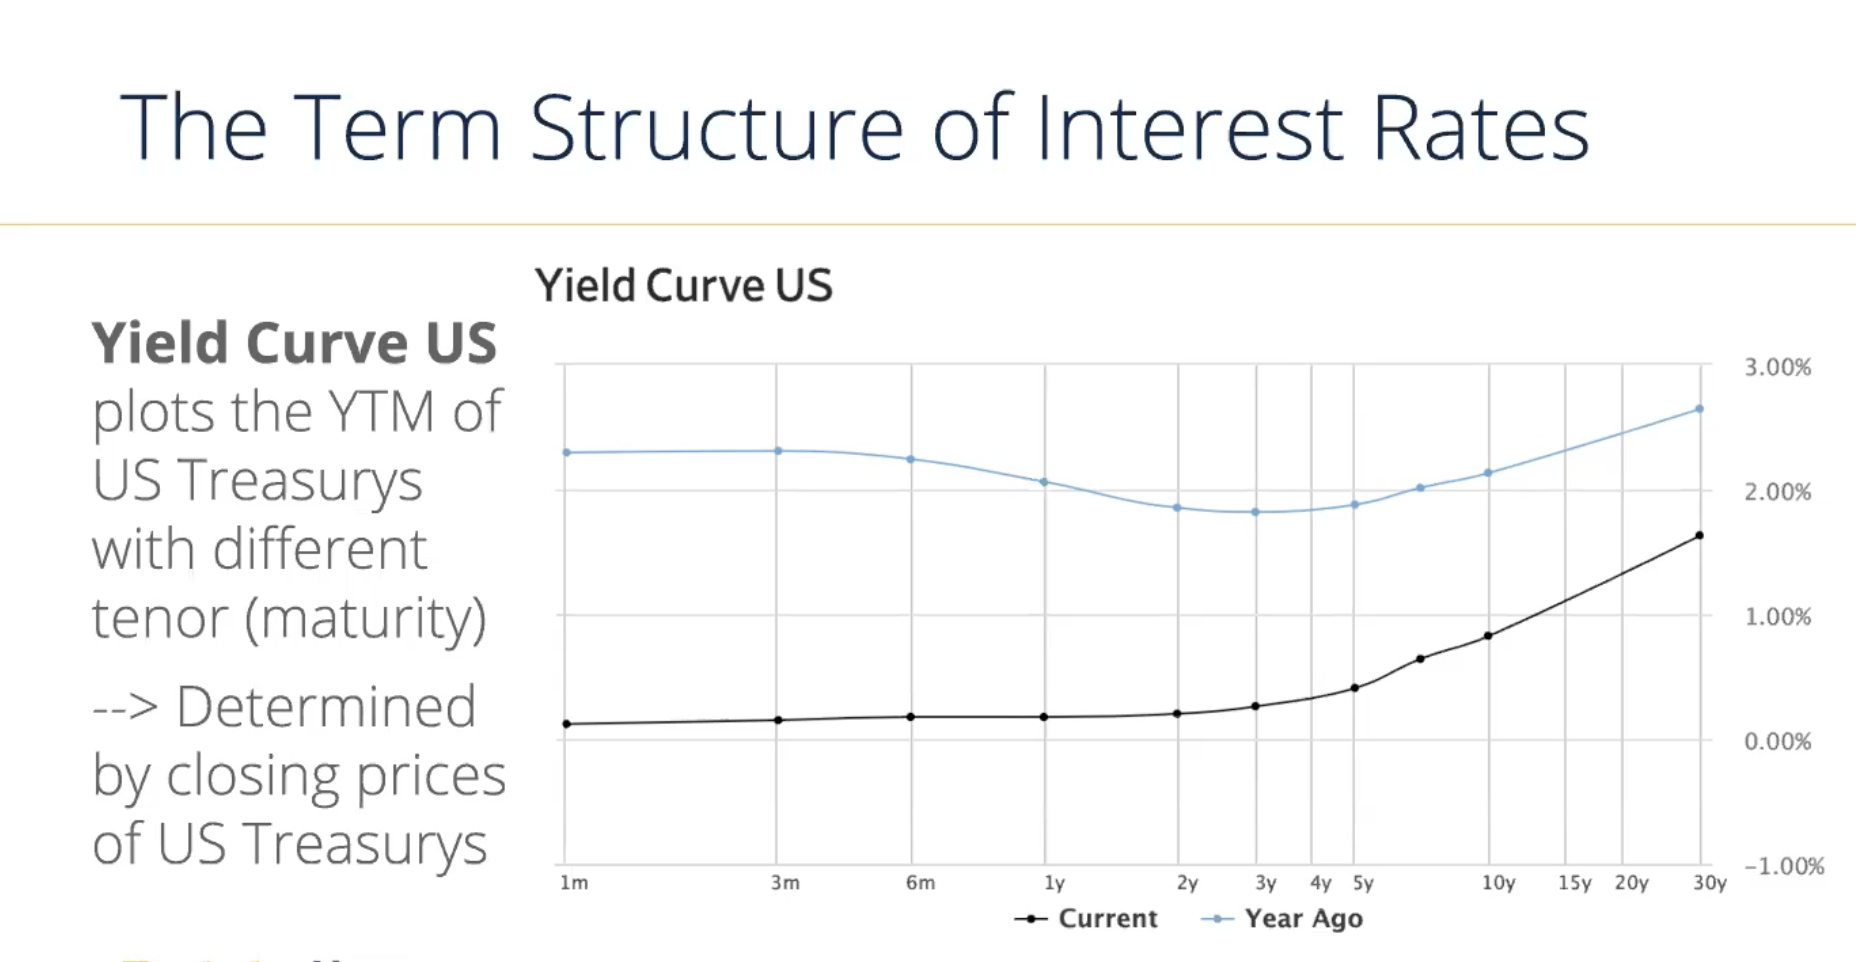 The Term Structure of Interest Rates
Yield Curve US
plots the YTM of
US Treasurys
with different
tenor (maturity)
--> Determined
by closing prices
of US Treasurys
Yield Curve US
3.00%
2.00%
1.00%
0.00%
-1.00%
1m 3m 6m 1y 2y 3y 4y 5y 10y 15y 20y 30y
Current Year Ago